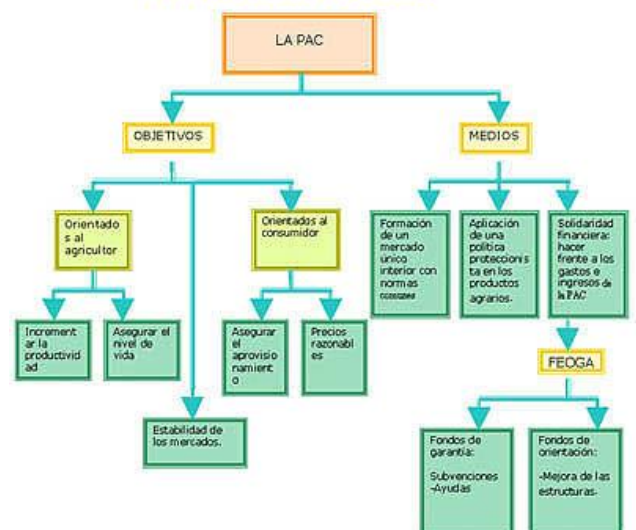 LA PAC
OBJETIVOS
MEDIOS
Orientado
s al
agricultor
Orientados al
consumidor
Formación
de un
mercado
único
interior con
normas
comunes
Aplicación
de una
política
proteccionis
ta en los
productos
agrarios.
Solidaridad
financiera:
hacer
frente a los
gastos e
ingresos de
la PAC
Increment
ar la
productivid
ad
Asegurar el
nivel de
vida
Asegurar
el
aprovisio
namient
o
Precios
razonabl
es
FEOGA
Estabilidad de
los mercados.
Fondos de
garantía:
Subvenciones
-Ayudas
Fondos de
orientación:
-Mejora de las
estructuras.